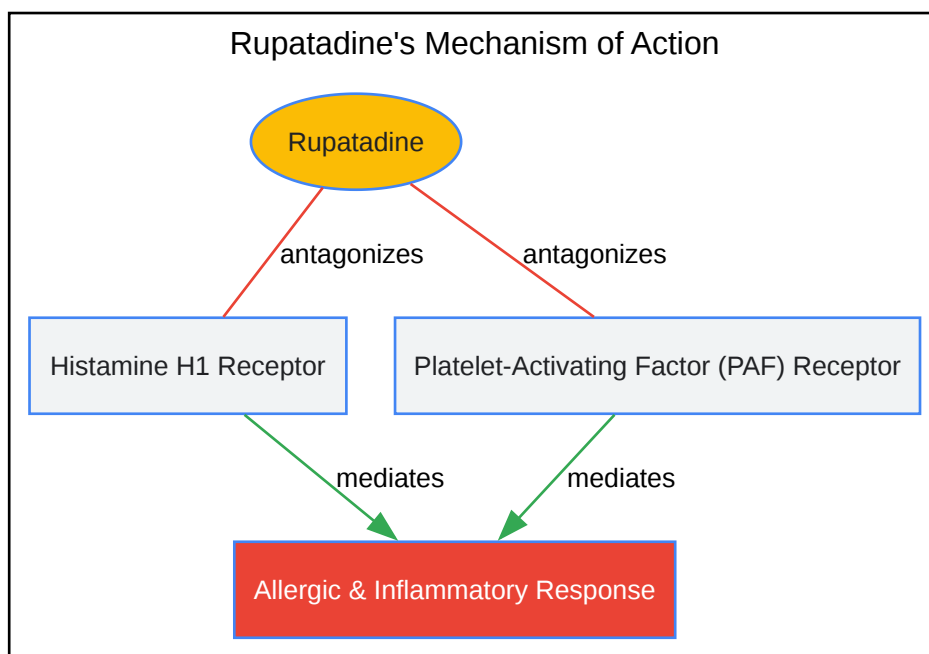 Rupatadine's Mechanism of Action
Rupatadine
antagonizes
antagonizes
Histamine H1 Receptor
Platelet-Activating Factor (PAF) Receptor
mediates
mediates
Allergic & Inflammatory Response